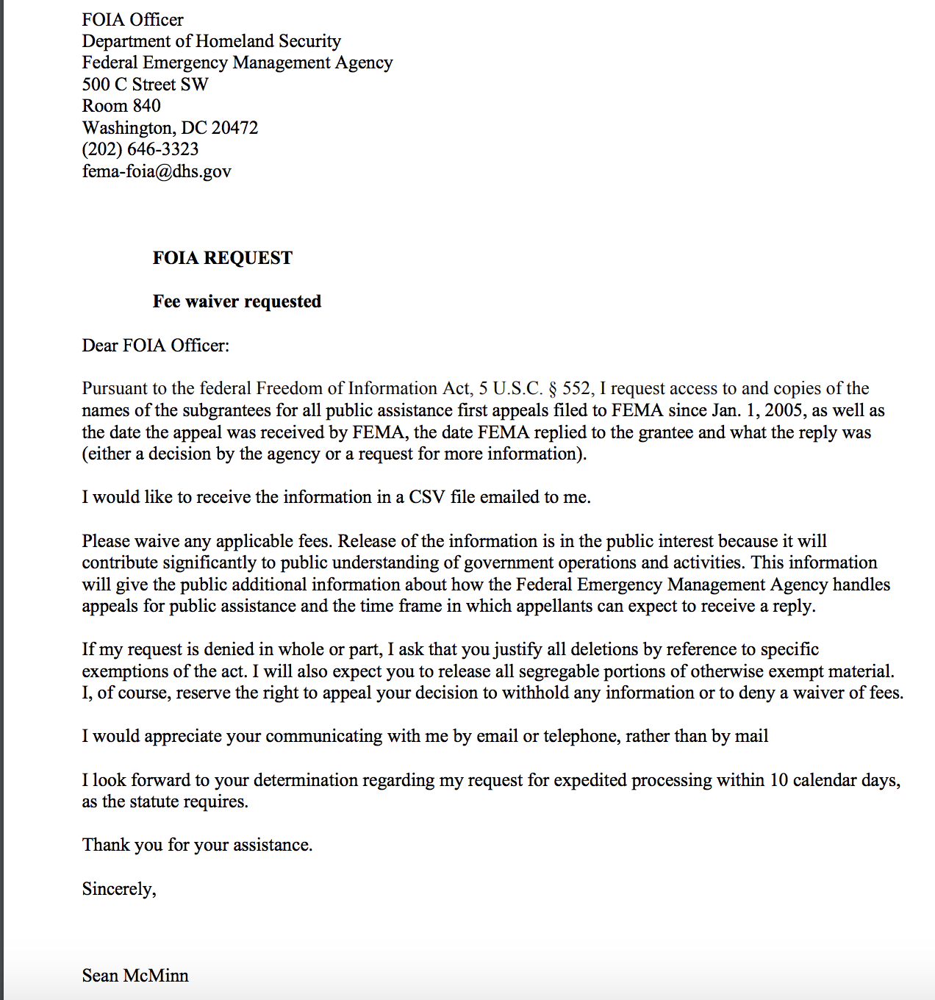 FOIA Officer
Department of Homeland Security
Federal Emergency Management Agency
500 C Street SW
Room 840
Washington, DC 20472
(202) 646-3323
fema-foia@dhs.gov
FOIA REQUEST
Fee waiver requested
Dear FOIA Officer:
Pursuant to the federal Freedom of Information Act, 5 U.S.C. § 552, I request access to and copies of the
names of the subgrantees for all public assistance first appeals filed to FEMA since Jan. 1, 2005, as well as
the date the appeal was received by FEMA, the date FEMA replied to the grantee and what the reply was
(either a decision by the agency or a request for more information).
I would like to receive the information in a CSV file emailed to me.
Please waive any applicable fees. Release of the information is in the public interest because it will
contribute significantly to public understanding of government operations and activities. This information
will give the public additional information about how the Federal Emergency Management Agency handles
appeals for public assistance and the time frame in which appellants can expect to receive a reply.
If my request is denied in whole or part, I ask that you justify all deletions by reference to specific
exemptions of the act. I will also expect you to release all segregable portions of otherwise exempt material.
I, of course, reserve the right to appeal your decision to withhold any information or to deny a waiver of fees.
I would appreciate your communicating with me by email or telephone, rather than by mail
I look forward to your determination regarding my request for expedited processing within 10 calendar days,
as the statute requires.
Thank you for your assistance.
Sincerely,
Sean McMinn